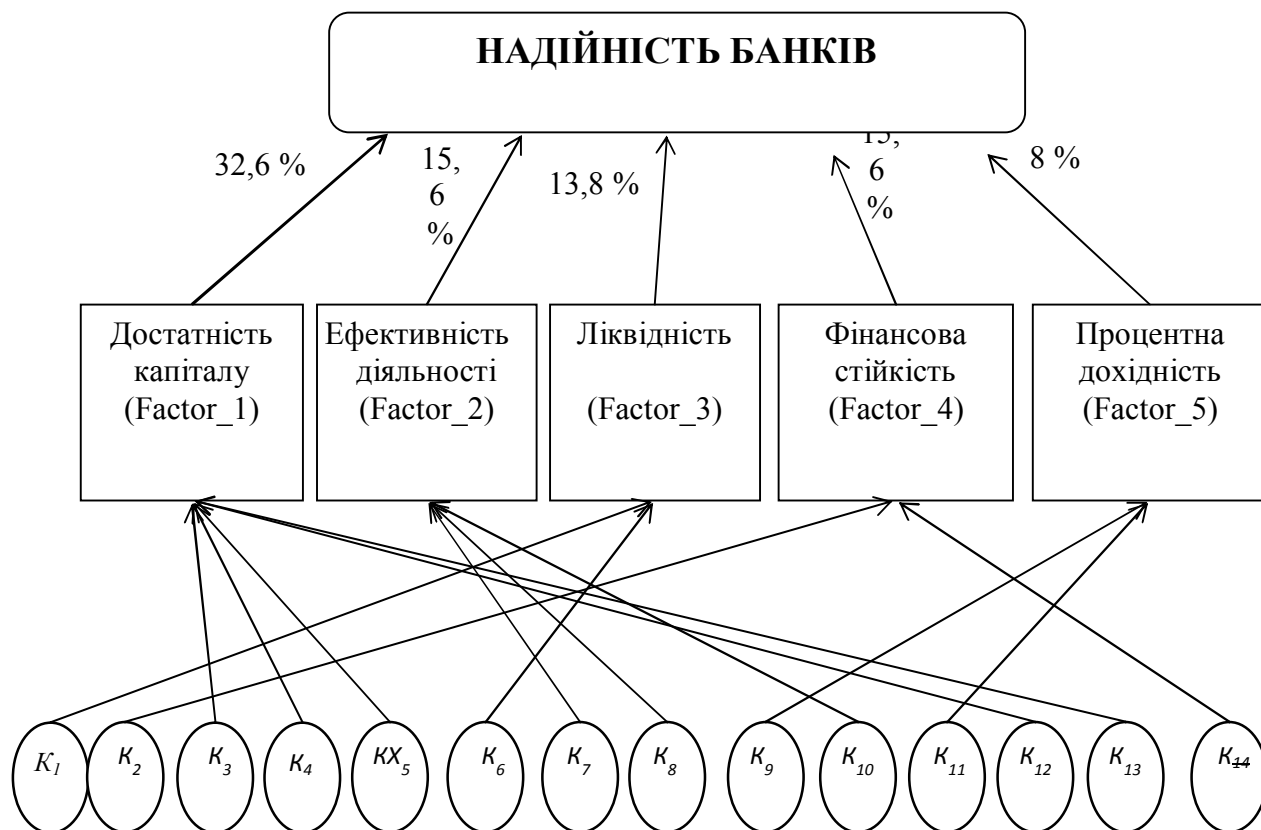 НАДІЙНІСТЬ БАНКІВ
32,6 %
15,
6
%
13,8 %
15,
6
%
8 %
Достатність
капіталу
(Factor_1)
Ефективність
діяльності
(Factor_2)
Ліквідність
(Factor_3)
Фінансова
стійкість
(Factor_4)
Процентна
дохідність
(Factor_5)
K1
K2
K3
K4
KX5
K6
K7
K8
K9
K10
K11
K12
K13
K14